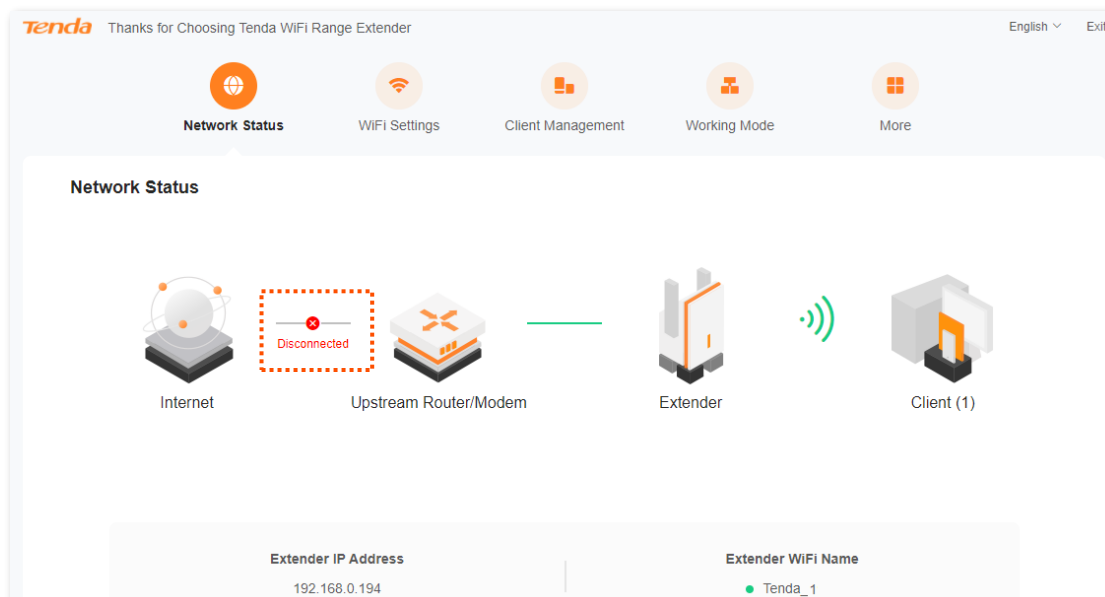 Tenda Thanks for Choosing Tenda WiFi Range Extender English Exit
Network Status WiFi Settings Client Management Working Mode More
Network Status
Disconnected
Internet Upstream Router/Modem Extender Client (1)
Extender IP Address Extender WiFi Name
192.168.0.194 Tenda_1